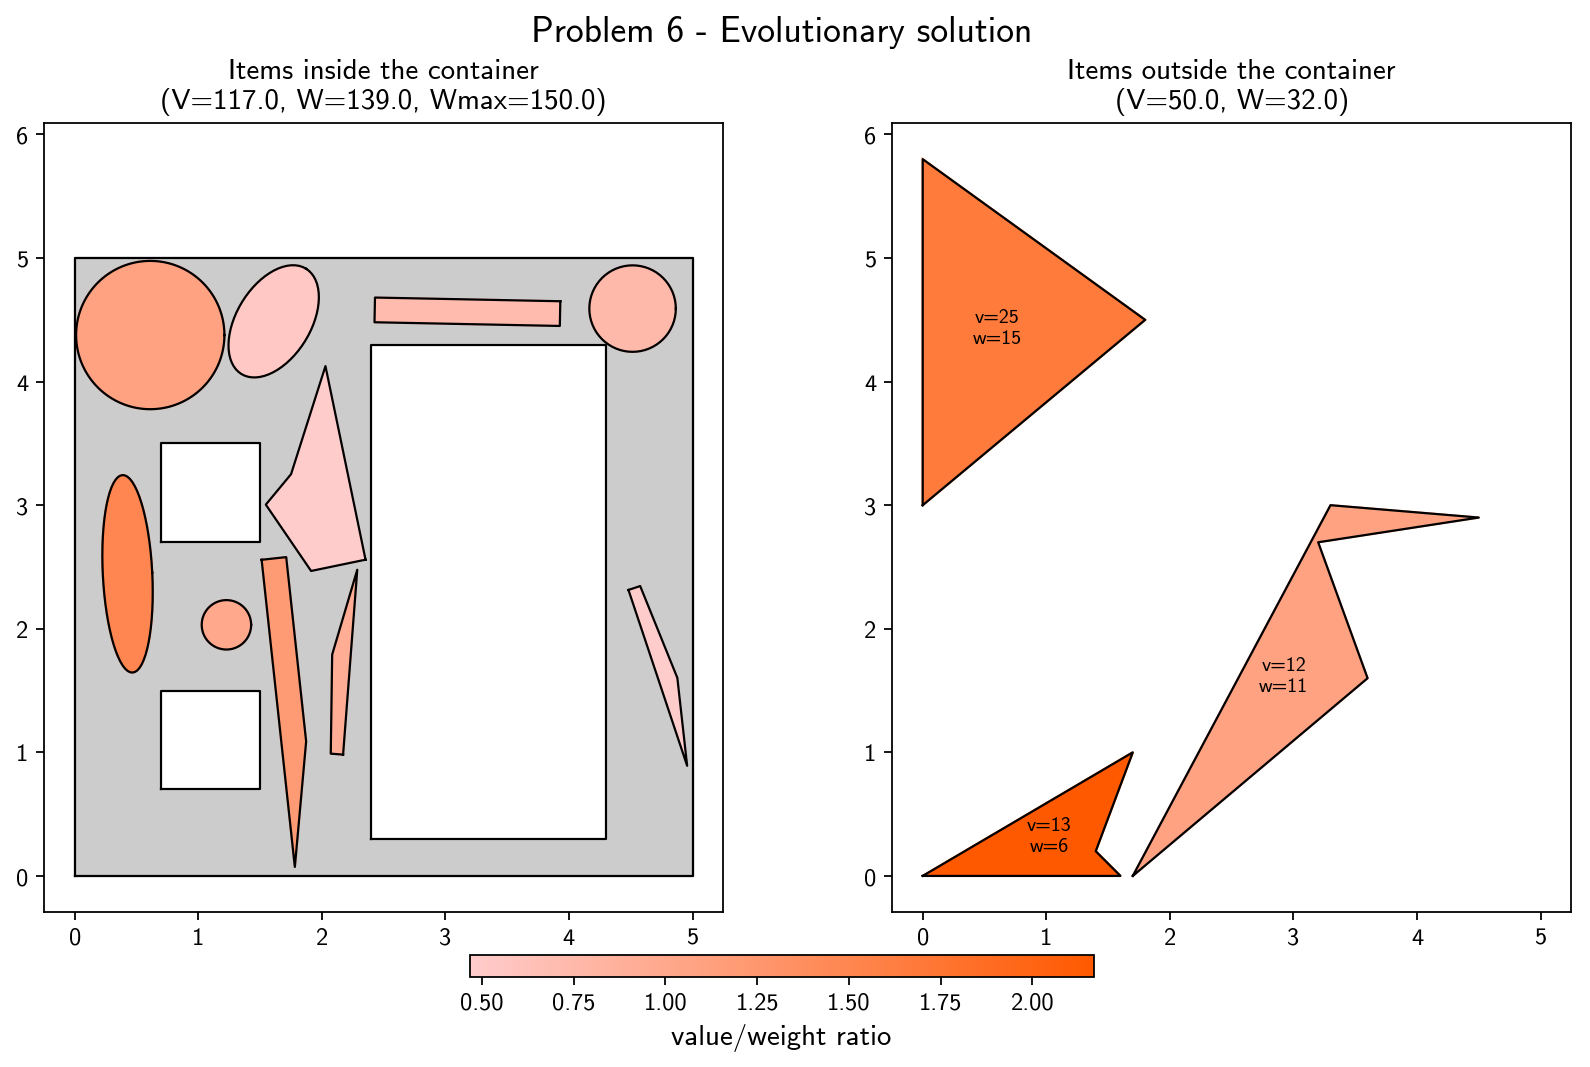 Problem 6 - Evolutionary solution
Items inside the container
(V=117.0, W=139.0, Wmax=150.0)
6
5
4
3
2
1
0
0 1 2 3 4 5
Items outside the container
(V=50.0, W=32.0)
6
5
4
3
2
1
0
v=25
w=15
v=12
w=11
v=13
w=6
0 1 2 3 4 5
0.50 0.75 1.00 1.25 1.50 1.75 2.00
value/weight ratio